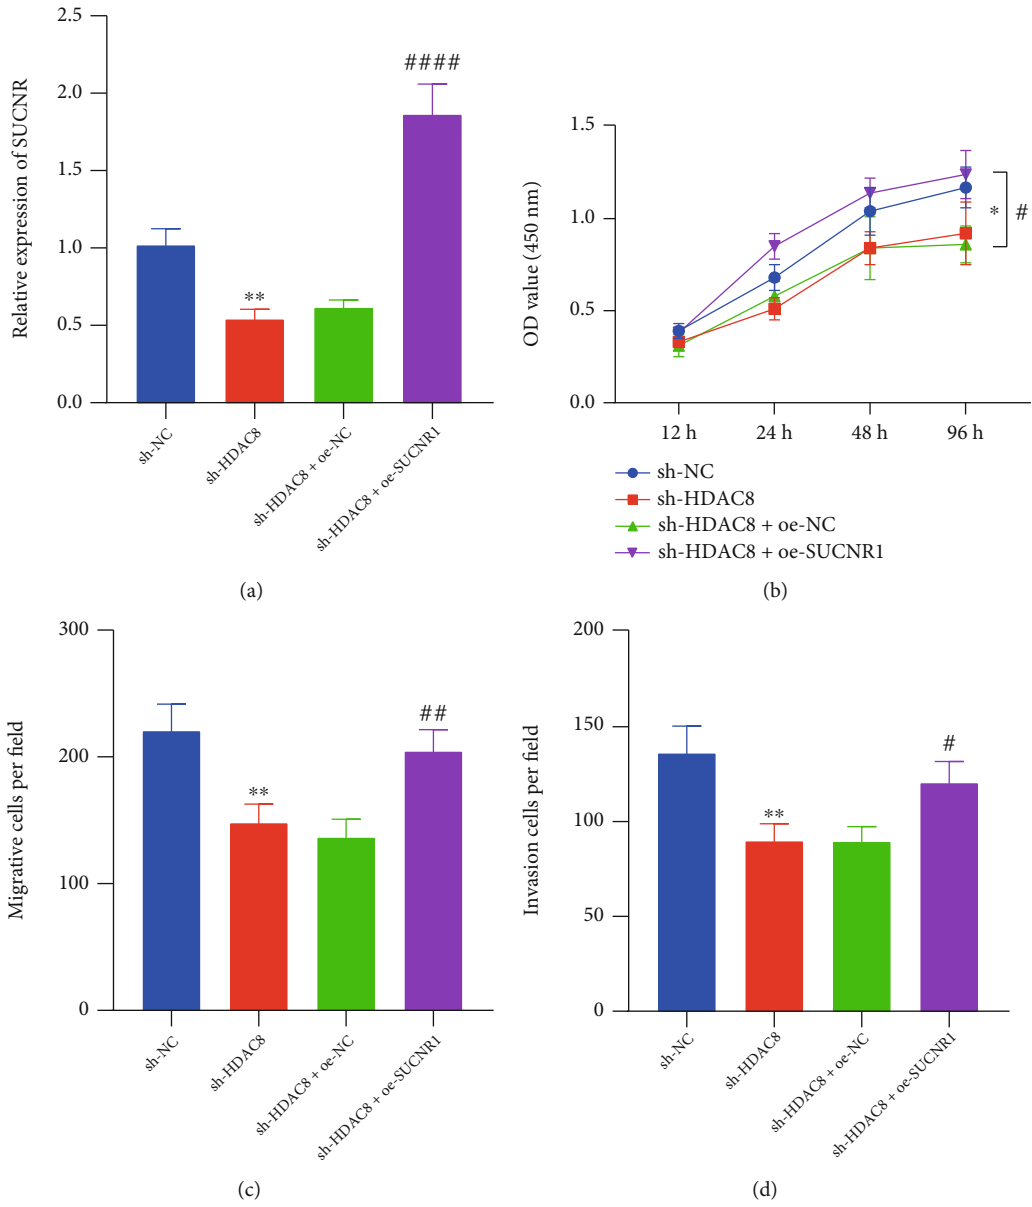 2.5
2.0
1.5
1.0
0.5
0.0
Relative expression of SUCNR
**
####
sh-NC
sh-HDAC8
sh-HDAC8 + oe-NC
sh-HDAC8 + oe-SUCNR1
(a)
1.5
1.0
0.5
0.0
OD value (450 nm)
*
#
12 h
24 h
48 h
96 h
sh-NC
sh-HDAC8
sh-HDAC8 + oe-NC
sh-HDAC8 + oe-SUCNR1
(b)
300
200
100
0
Migrative cells per field
**
##
sh-NC
sh-HDAC8
sh-HDAC8 + oe-NC
sh-HDAC8 + oe-SUCNR1
(c)
200
150
100
50
0
Invasion cells per field
**
#
sh-NC
sh-HDAC8
sh-HDAC8 + oe-NC
sh-HDAC8 + oe-SUCNR1
(d)